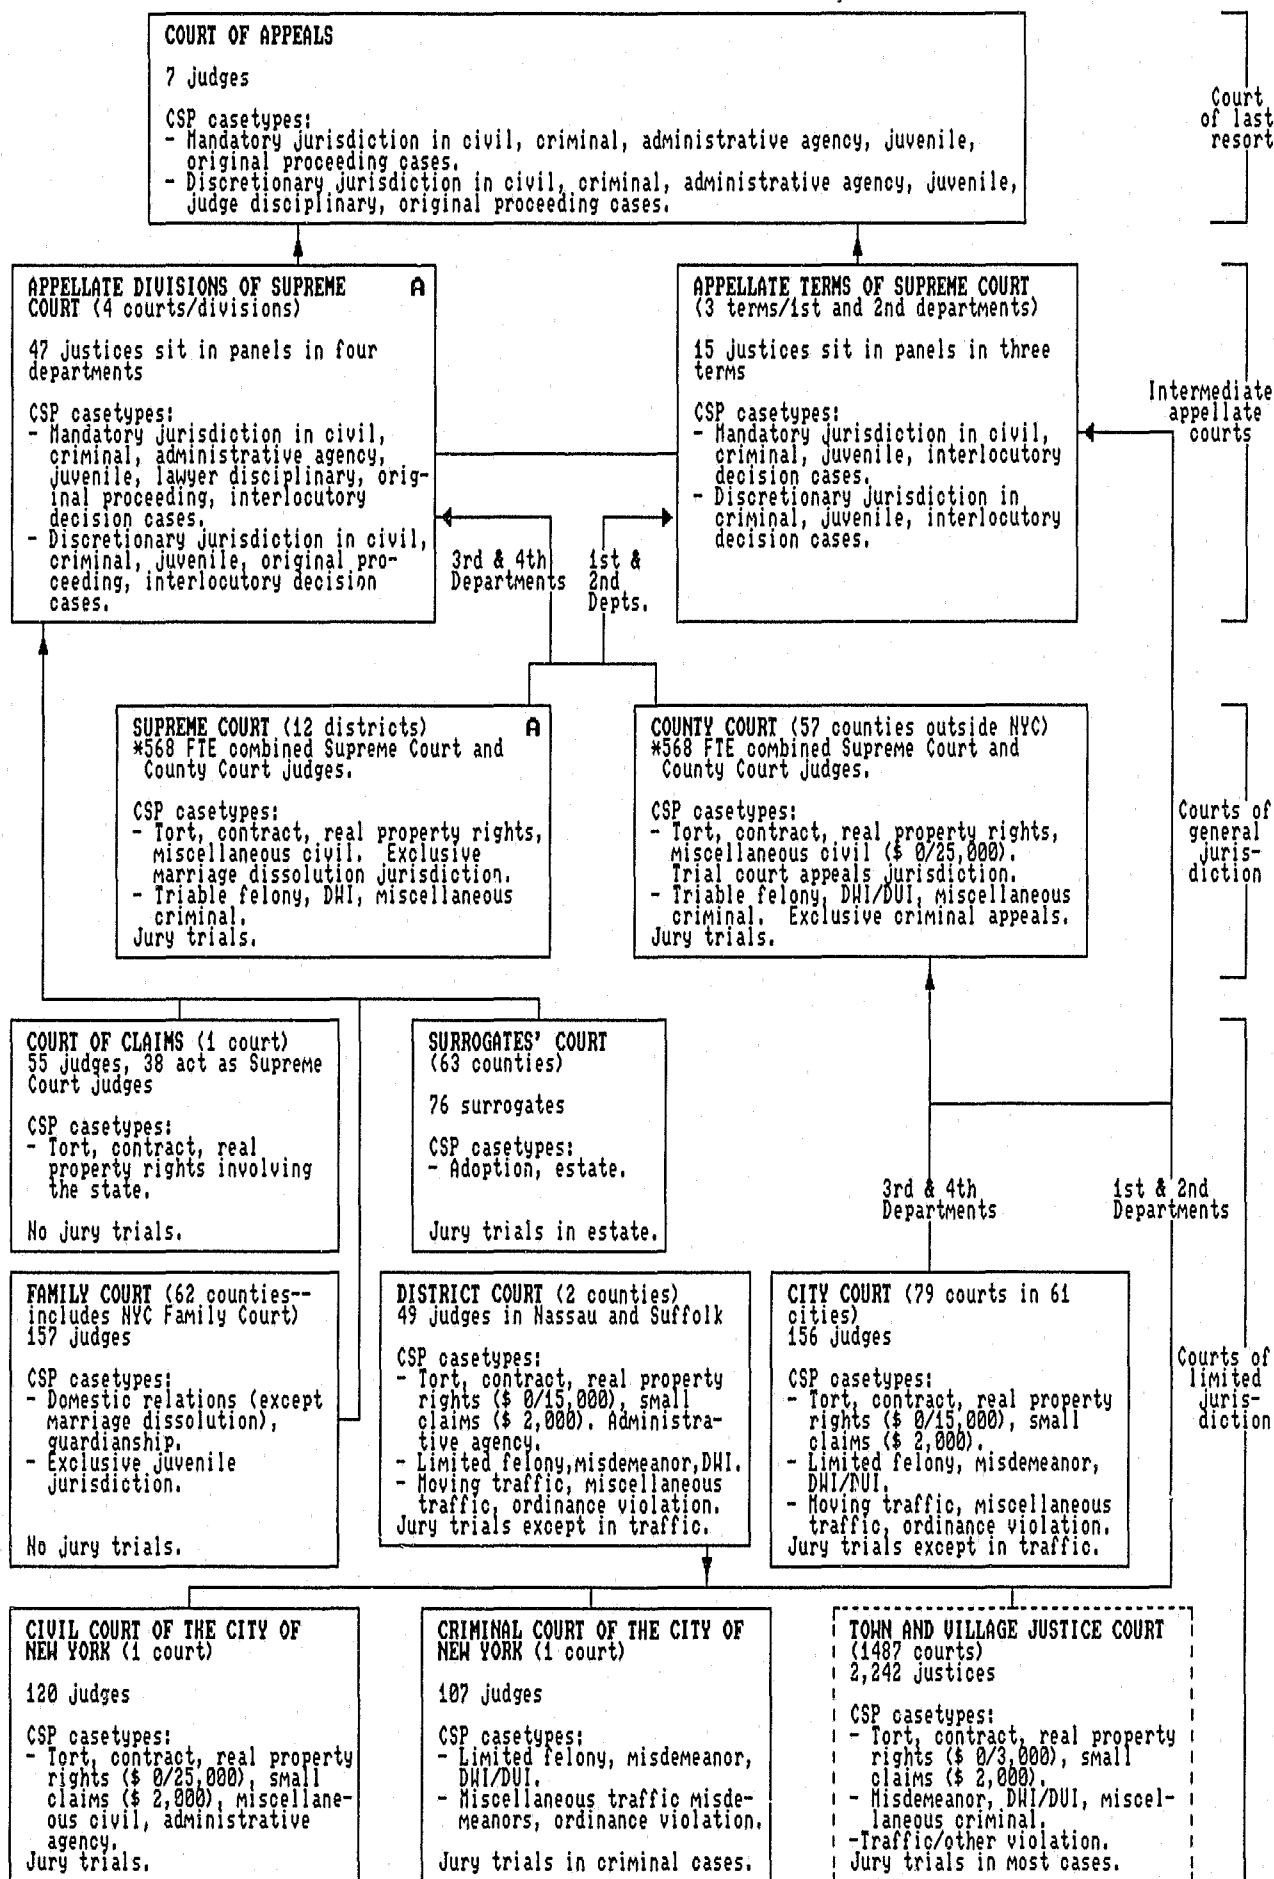 COURT OF APPEALS
7 judges
CSP casetypes:
- Mandatory jurisdiction in civil, criminal, administrative agency, juvenile,
original proceeding cases.
- Discretionary jurisdiction in civil, criminal, administrative agency, juvenile,
judge disciplinary, original proceeding cases.
Court
of last
resort
APPELLATE DIVISIONS OF SUPREME A
COURT (4 courts/divisions)
47 justices sit in panels in four
departments
CSP casetypes:
- Mandatory jurisdiction in civil,
criminal, administrative agency,
juvenile, lawyer disciplinary, orig-
inal proceeding, interlocutory
decision cases.
- Discretionary jurisdiction in civil,
criminal, juvenile, original pro-
ceeding, interlocutory decision
cases.
3rd & 4th
Departments
1st &
2nd
Depts.
APPELLATE TERMS OF SUPREME COURT
(3 terms/1st and 2nd departments)
15 justices sit in panels in three
terms
CSP casetypes:
- Mandatory jurisdiction in civil,
criminal, juvenile, interlocutory
decision cases.
- Discretionary jurisdiction in
criminal, juvenile, interlocutory
decision cases.
Intermediate
appellate
courts
SUPREME COURT (12 districts) A
*568 FTE combined Supreme Court and
County Court judges.
CSP casetypes:
- Tort, contract, real property rights,
miscellaneous civil. Exclusive
marriage dissolution jurisdiction.
- Triable felony, DWI, miscellaneous
criminal.
Jury trials.
COUNTY COURT (57 counties outside NYC)
*568 FTE combined Supreme Court and
County Court judges.
CSP casetypes:
- Tort, contract, real property rights,
miscellaneous civil ($ 0/25,000).
Trial court appeals jurisdiction.
- Triable felony, DWI/DUI, miscellaneous
criminal. Exclusive criminal appeals.
Jury trials.
Courts of
general
juris-
diction
COURT OF CLAIMS (1 court)
55 judges, 38 act as Supreme
Court judges
CSP casetypes:
- Tort, contract, real
property rights involving
the state.
No jury trials.
SURROGATES' COURT
(63 counties)
76 surrogates
CSP casetypes:
- Adoption, estate.
Jury trials in estate.
3rd & 4th
Departments
1st & 2nd
Departments
FAMILY COURT (62 counties--
includes NYC Family Court)
157 judges
CSP casetypes:
- Domestic relations (except
marriage dissolution),
guardianship.
- Exclusive juvenile
jurisdiction.
No jury trials.
DISTRICT COURT (2 counties)
49 judges in Nassau and Suffolk
CSP casetypes:
- Tort, contract, real property
rights ($ 0/15,000), small
claims ($ 2,000). Administra-
tive agency.
- Limited felony,misdemeanor,DWI.
- Moving traffic, miscellaneous
traffic, ordinance violation.
Jury trials except in traffic.
CITY COURT (79 courts in 61
cities)
156 judges
CSP casetypes:
- Tort, contract, real property
rights ($ 0/15,000), small
claims ($ 2,000).
- Limited felony, misdemeanor,
DWI/DUI.
- Moving traffic, miscellaneous
traffic, ordinance violation.
Jury trials except in traffic.
Courts of
limited
juris-
diction
CIVIL COURT OF THE CITY OF
NEW YORK (1 court)
120 judges
CSP casetypes:
- Tort, contract, real property
rights ($ 0/25,000), small
claims ($ 2,000), miscellane-
ous civil, administrative
agency.
Jury trials.
CRIMINAL COURT OF THE CITY OF
NEW YORK (1 court)
107 judges
CSP casetypes:
- Limited felony, misdemeanor,
DWI/DUI.
- Miscellaneous traffic misde-
meanors, ordinance violation.
Jury trials in criminal cases.
TOWN AND VILLAGE JUSTICE COURT
(1487 courts)
2,242 justices
CSP casetypes:
- Tort, contract, real property
rights ($ 0/3,000), small
claims ($ 2,000).
- Misdemeanor, DWI/DUI, miscel-
laneous criminal.
-Traffic/other violation.
Jury trials in most cases.